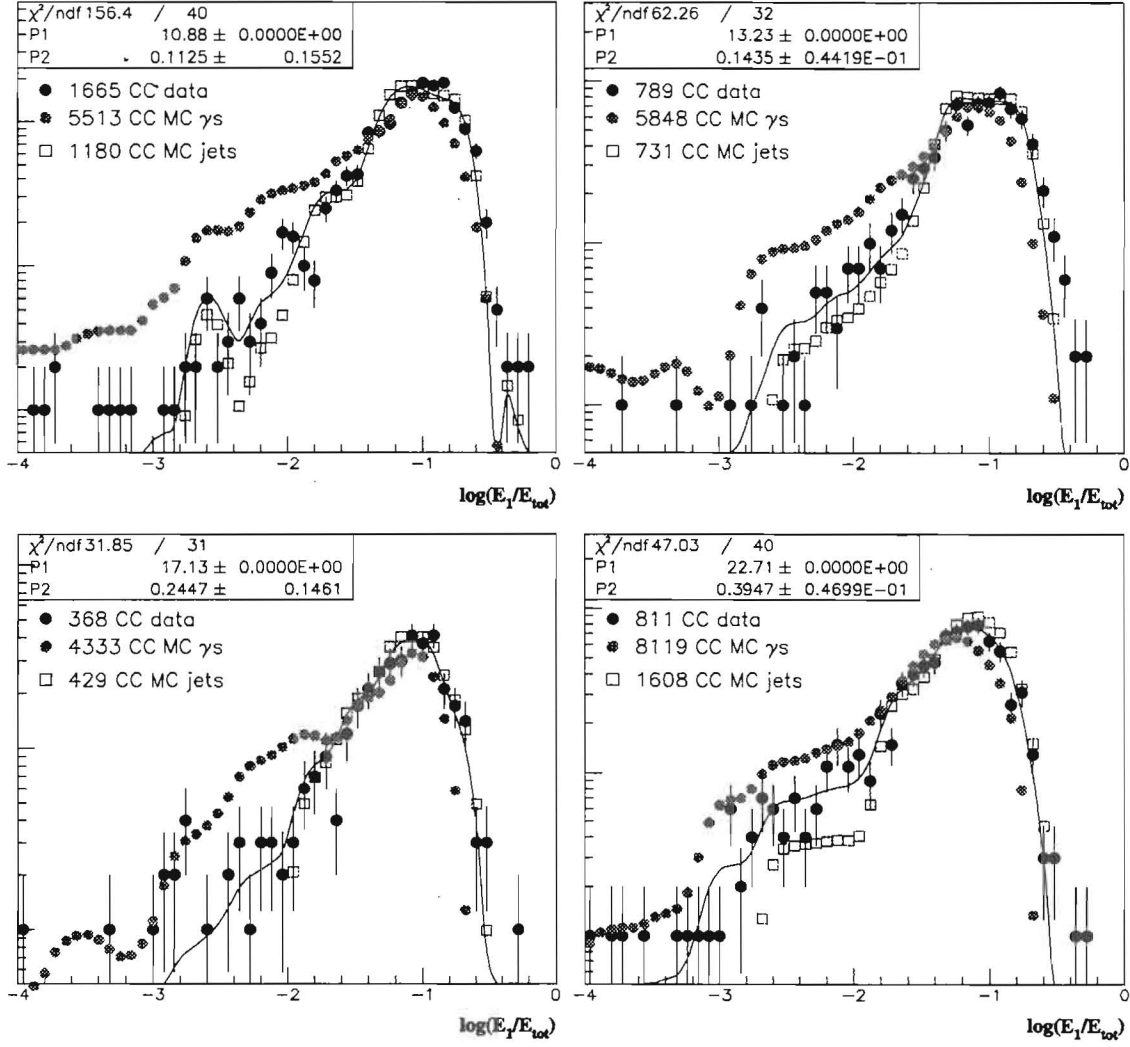 χ²/ndf 156.4 / 40
P1 10.88 ± 0.0000E+00
P2 0.1125 ± 0.1552
1665 CC data
5513 CC MC γs
1180 CC MC jets
-4 -3 -2 -1 0
log(E₁/Etot)
χ²/ndf 62.26 / 32
P1 13.23 ± 0.0000E+00
P2 0.1435 ± 0.4419E-01
789 CC data
5848 CC MC γs
731 CC MC jets
-4 -3 -2 -1 0
log(E₁/Etot)
χ²/ndf 31.85 / 31
P1 17.13 ± 0.0000E+00
P2 0.2447 ± 0.1461
368 CC data
4333 CC MC γs
429 CC MC jets
-4 -3 -2 -1 0
log(E₁/Etot)
χ²/ndf 47.03 / 40
P1 22.71 ± 0.0000E+00
P2 0.3947 ± 0.4699E-01
811 CC data
8119 CC MC γs
1608 CC MC jets
-4 -3 -2 -1 0
log(E₁/Etot)